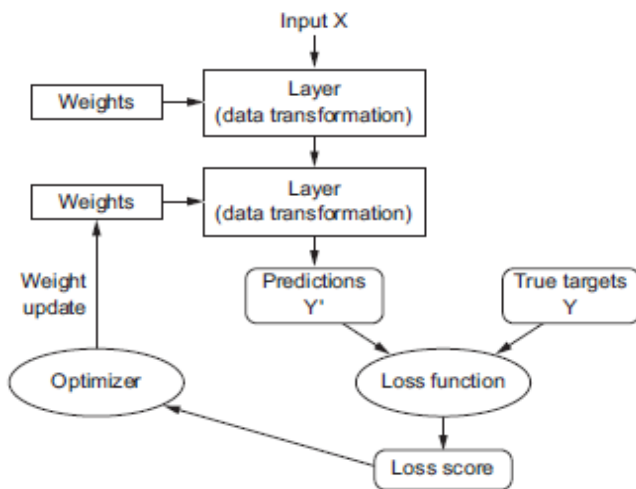 Input X
Layer
(data transformation)
Weights
Layer
(data transformation)
Weights
Weight
update
Predictions
Y'
True targets
Y
Optimizer
Loss function
Loss score